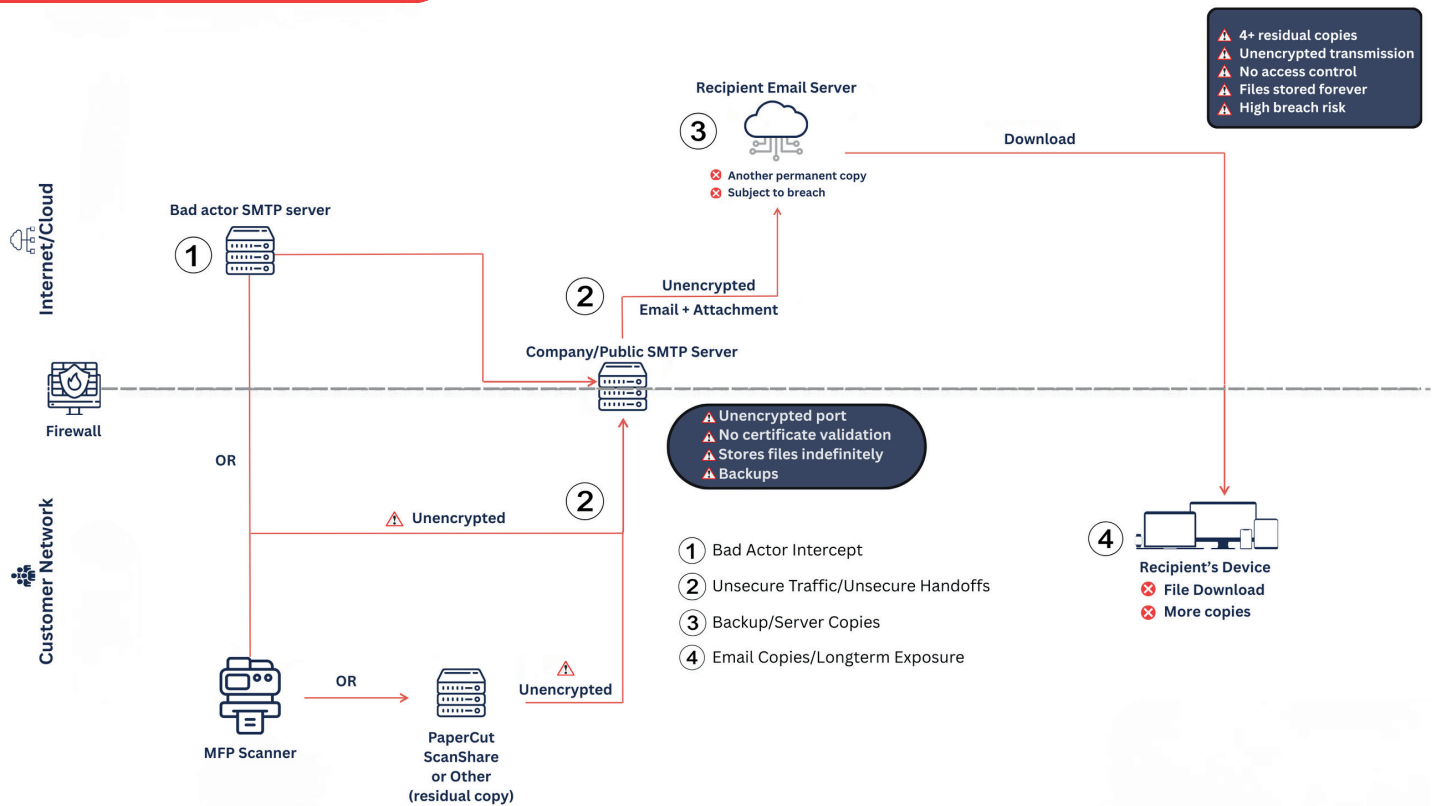 4+ residual copies
Unencrypted transmission
No access control
Files stored forever
High breach risk
Recipient Email Server
3
Download
Another permanent copy
Subject to breach
Internet/Cloud
Bad actor SMTP server
1
2
Unencrypted
Email + Attachment
Company/Public SMTP Server
Firewall
Unencrypted port
No certificate validation
Stores files indefinitely
Backups
OR
Customer Network
2
Unencrypted
4
Recipient's Device
File Download
More copies
1 Bad Actor Intercept
2 Unsecure Traffic/Unsecure Handoffs
3 Backup/Server Copies
4 Email Copies/Longterm Exposure
MFP Scanner
OR
Unencrypted
PaperCut
ScanShare
or Other
(residual copy)